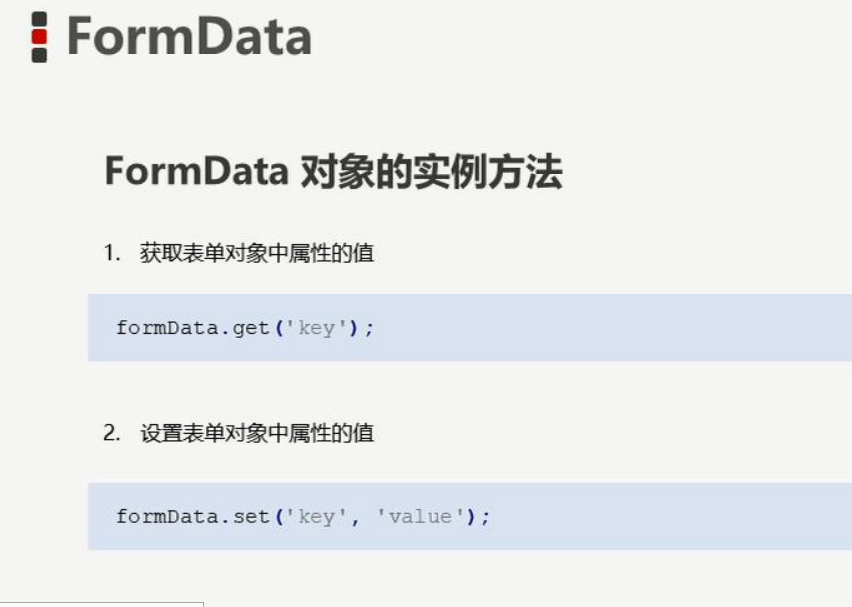 FormData
FormData 对象的实例方法
1. 获取表单对象中属性的值
formData.get('key');
2. 设置表单对象中属性的值
formData.set('key', 'value');